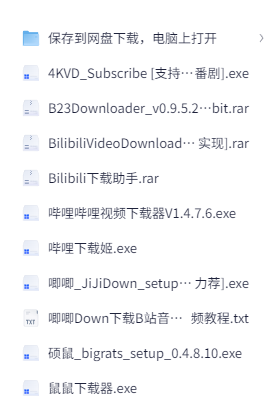 保存到网盘下载，电脑上打开
4KVD_Subscribe [支持···番剧].exe
B23Downloader_v0.9.5.2···bit.rar
BilibiliVideoDownload···实现].rar
Bilibili下载助手.rar
哔哩哔哩视频下载器V1.4.7.6.exe
哔哩下载姬.exe
唧唧_JiJiDown_setup···力荐].exe
唧唧Down下载B站音···频教程.txt
硕鼠_bigrats_setup_0.4.8.10.exe
鼠鼠下载器.exe